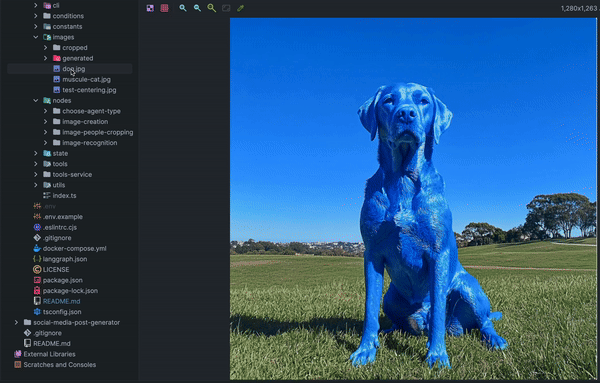 cli
conditions
constants
images
cropped
generated
dog.jpg
muscule-cat.jpg
test-centering.jpg
nodes
choose-agent-type
image-creation
image-people-cropping
image-recognition
state
tools
tools-service
utils
index.ts
.env
.env.example
.eslintrc.cjs
.gitignore
docker-compose.yml
langgraph.json
LICENSE
package.json
package-lock.json
README.md
tsconfig.json
social-media-post-generator
.gitignore
README.md
External Libraries
Scratches and Consoles
1,280x1,263